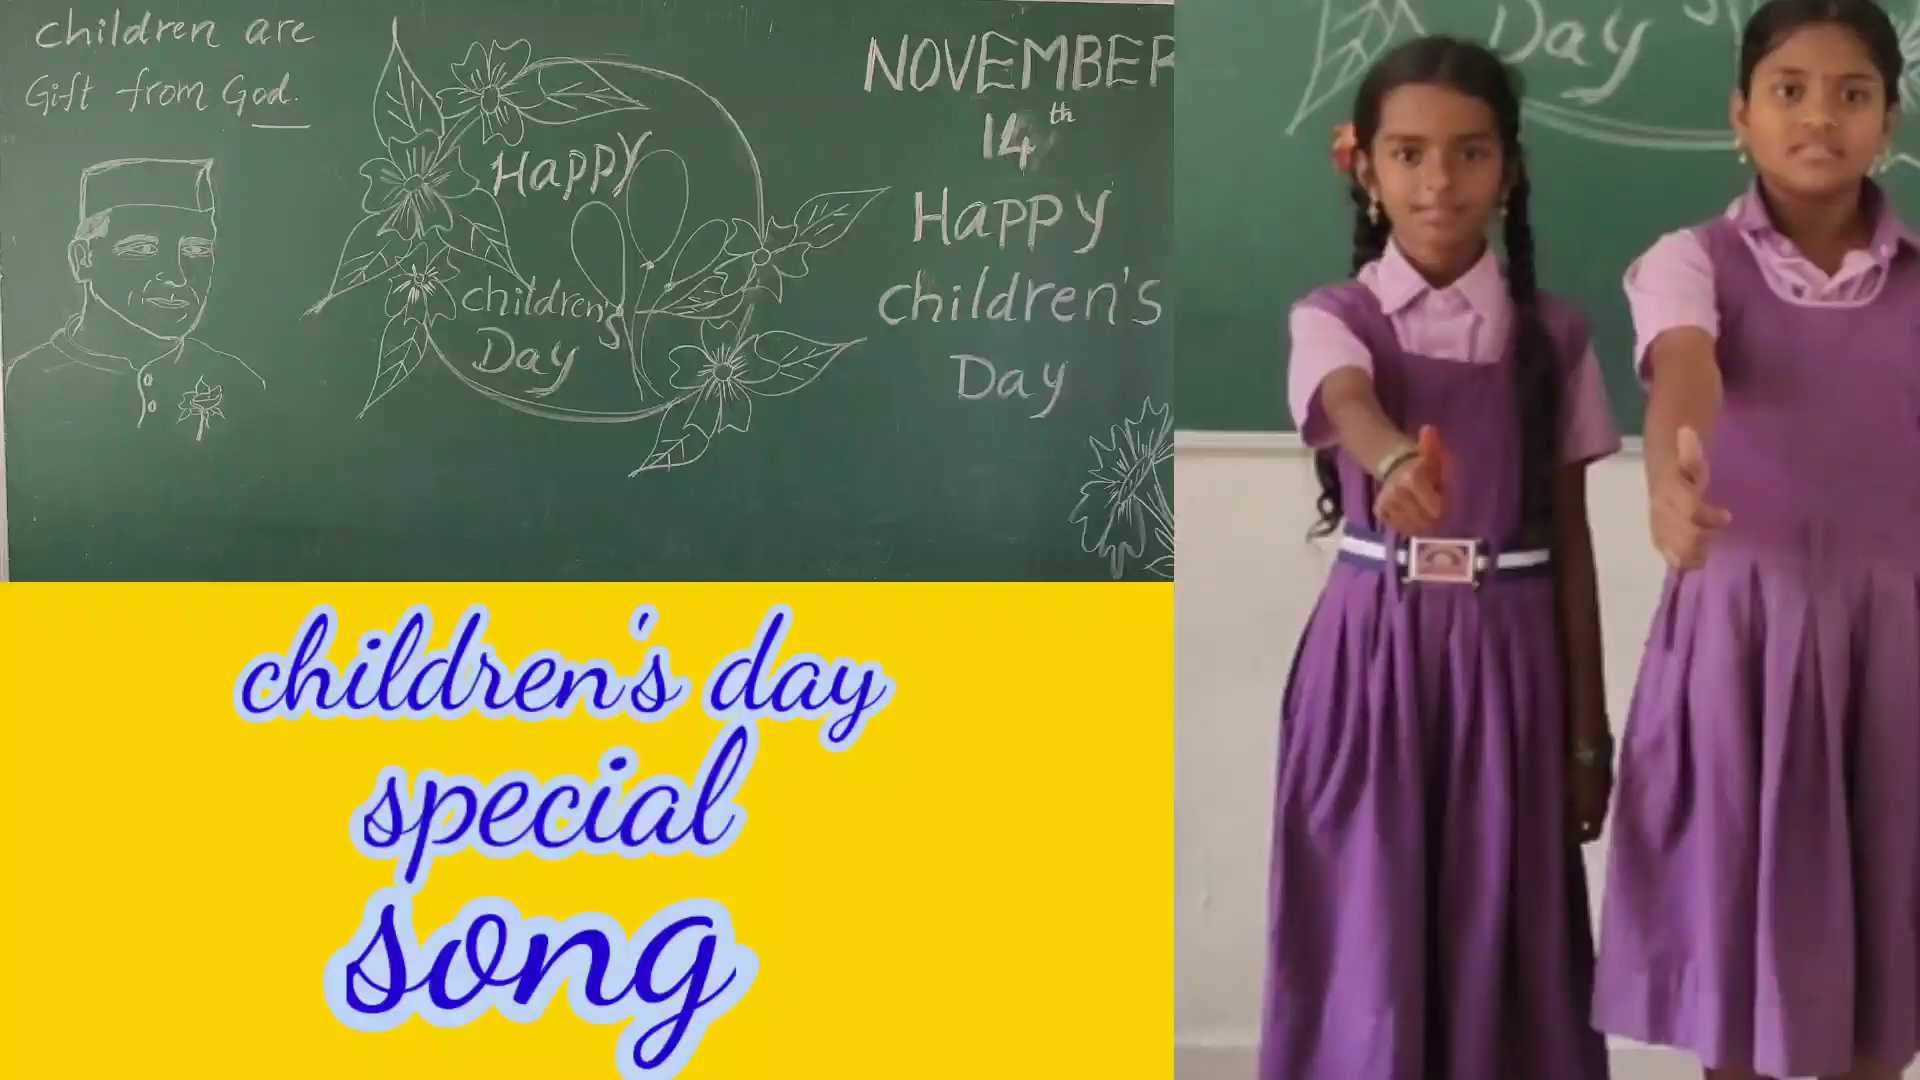 children are
Gift from God.
Happy
children's
Day
NOVEMBER
14th
Happy
children's
Day
Day
children's day
special
song